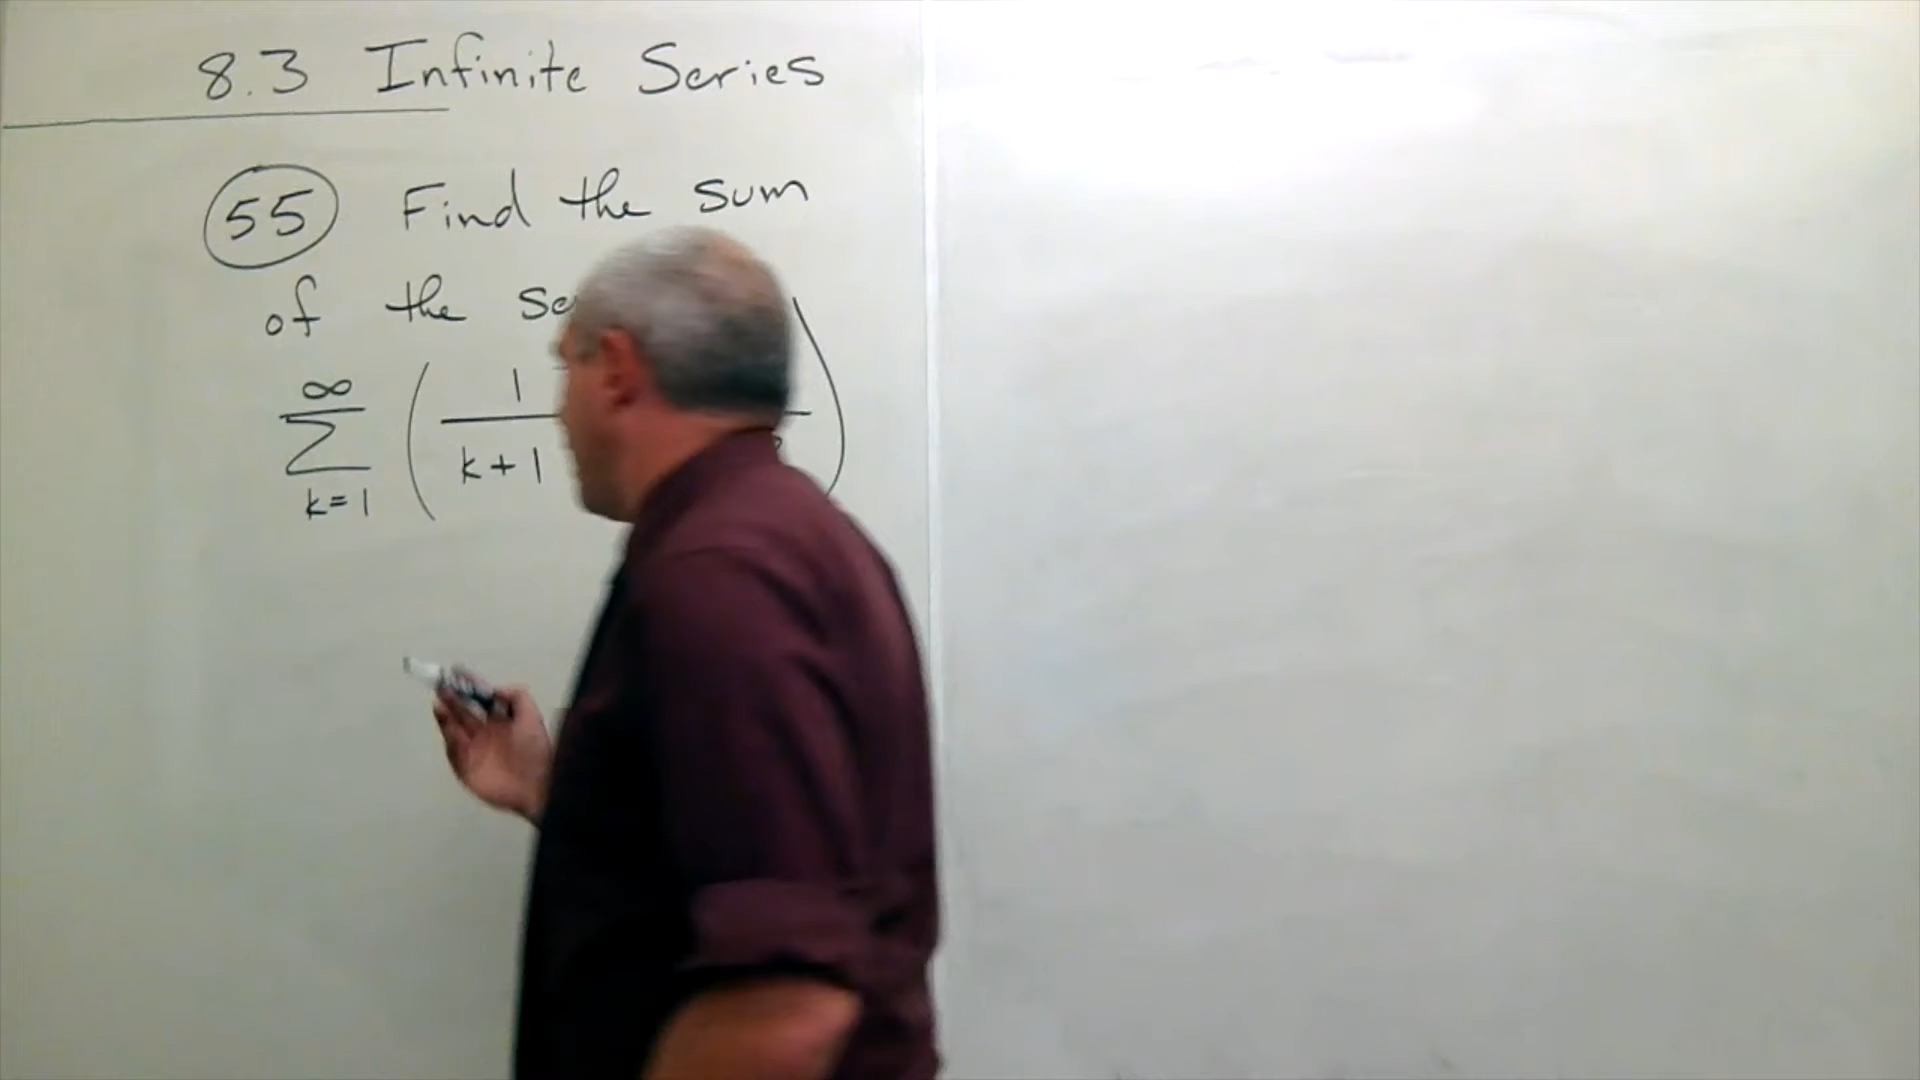 8.3 Infinite Series
55 Find the sum
of the se
∞
∑ ( 1 / k+1 )
k=1